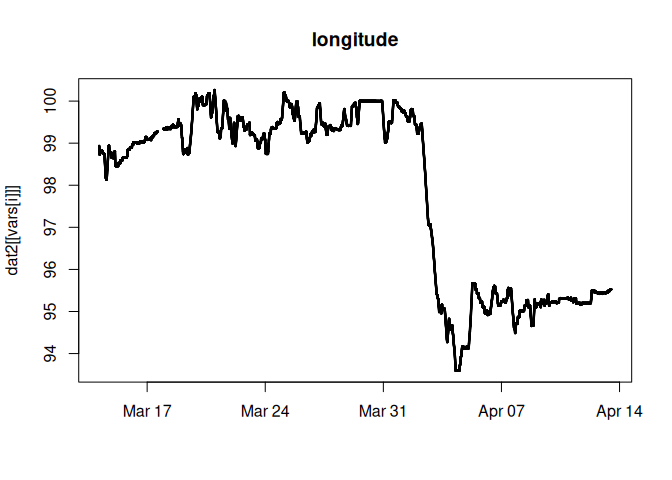 longitude
dat2[[vars[i]]]
100
99
98
97
96
95
94
Mar 17
Mar 24
Mar 31
Apr 07
Apr 14